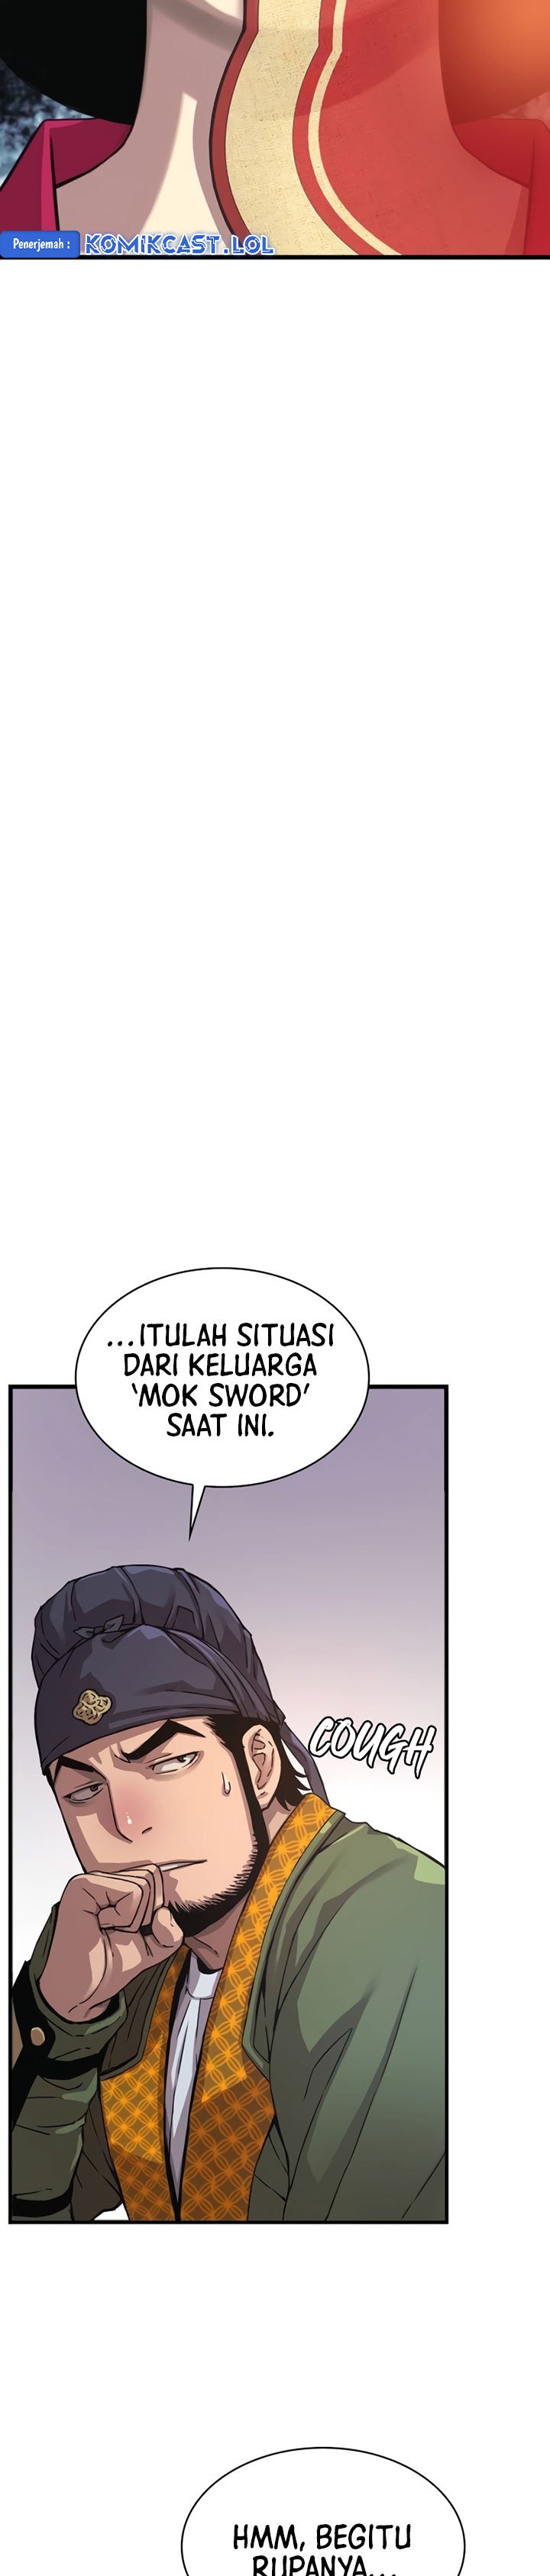 Penerjemah : KOMIKCAST.LOL
...ITULAH SITUASI
DARI KELUARGA
'MOK SWORD'
SAAT INI.
COUGH
HMM, BEGITU
RUPANYA...